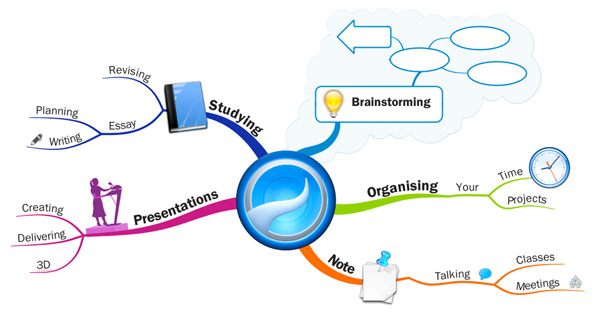 Brainstorming
Studying
Revising
Essay
Planning
Writing
Presentations
Creating
Delivering
3D
Organising
Your
Time
Projects
Note
Talking
Classes
Meetings